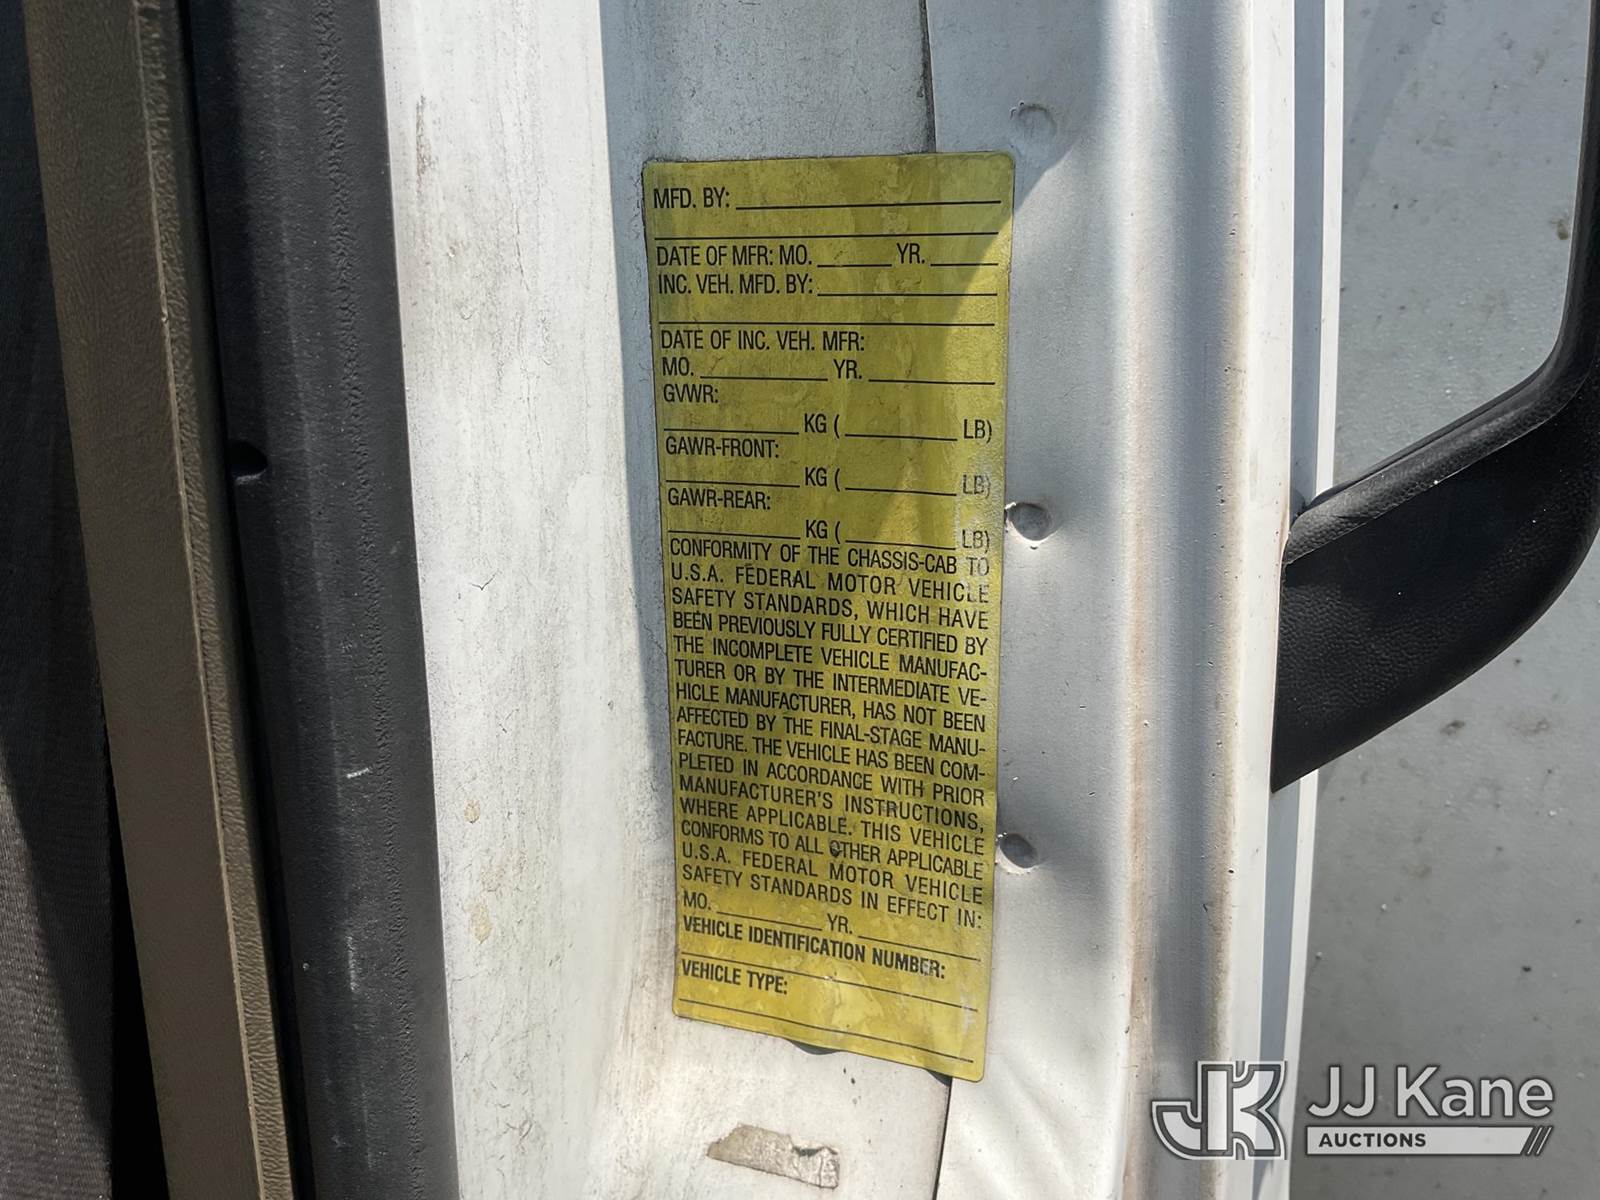 MFD. BY:
DATE OF MFR: MO. YR.
INC. VEH. MFD. BY:
DATE OF INC. VEH. MFR:
MO. YR.
GVWR:
KG ( LB)
GAWR-FRONT:
KG ( LB)
GAWR-REAR:
KG ( LB)
CONFORMITY OF THE CHASSIS-CAB TO
U.S.A. FEDERAL MOTOR VEHICLE
SAFETY STANDARDS, WHICH HAVE
BEEN PREVIOUSLY FULLY CERTIFIED BY
THE INCOMPLETE VEHICLE MANUFAC-
TURER OR BY THE INTERMEDIATE VE-
HICLE MANUFACTURER, HAS NOT BEEN
AFFECTED BY THE FINAL-STAGE MANU-
FACTURE. THE VEHICLE HAS BEEN COM-
PLETED IN ACCORDANCE WITH PRIOR
MANUFACTURER'S INSTRUCTIONS,
WHERE APPLICABLE. THIS VEHICLE
CONFORMS TO ALL OTHER APPLICABLE
U.S.A. FEDERAL MOTOR VEHICLE
SAFETY STANDARDS IN EFFECT IN:
MO. YR.
VEHICLE IDENTIFICATION NUMBER:
VEHICLE TYPE:
JK JJ Kane
AUCTIONS